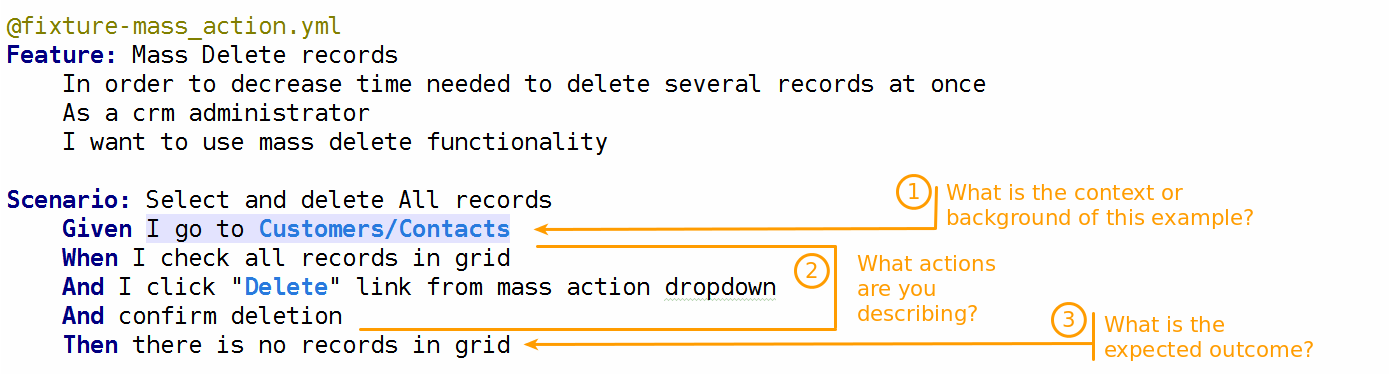 @fixture-mass_action.yml
Feature: Mass Delete records
In order to decrease time needed to delete several records at once
As a crm administrator
I want to use mass delete functionality
Scenario: Select and delete All records
Given I go to Customers/Contacts
When I check all records in grid
And I click "Delete" link from mass action dropdown
And confirm deletion
Then there is no records in grid
1
What is the context or
background of this example?
2
What actions
are you
describing?
3
What is the
expected outcome?